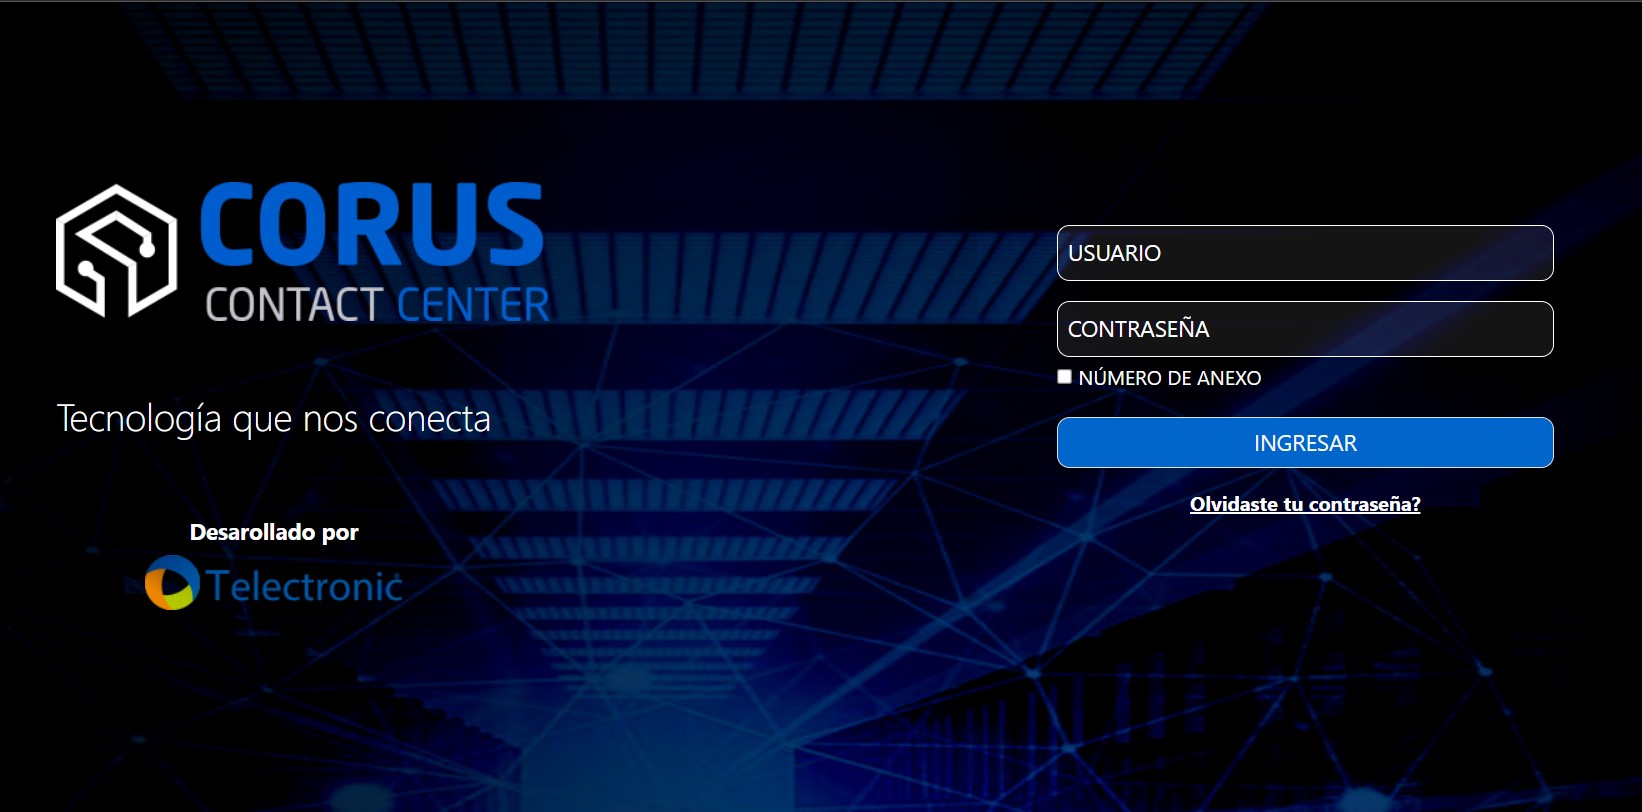 CORUS
CONTACT CENTER
Tecnología que nos conecta
Desarollado por
Telectronic
USUARIO
CONTRASEÑA
NÚMERO DE ANEXO
INGRESAR
Olvidaste tu contraseña?